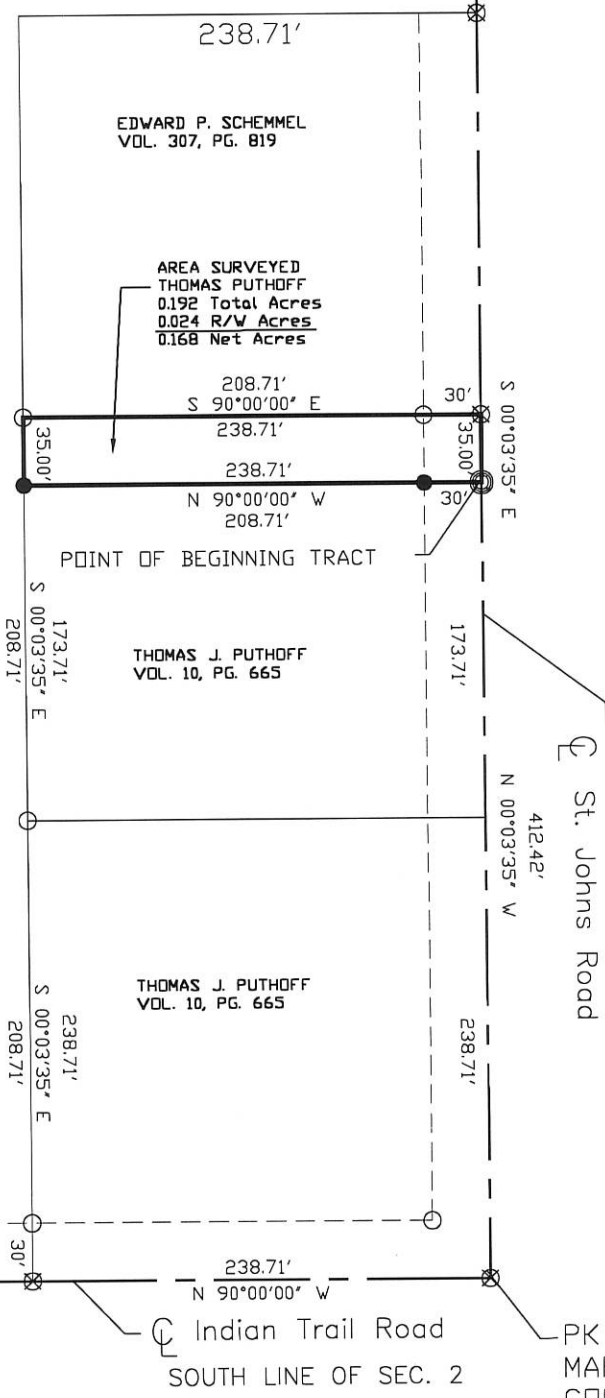 238.71'
EDWARD P. SCHEMMEL
VOL. 307, PG. 819
AREA SURVEYED
THOMAS PUTHOFF
0.192 Total Acres
0.024 R/W Acres
0.168 Net Acres
208.71'
S 90°00'00" E
238.71'
30'
35.00'
35.00'
S 00°03'35" E
238.71'
N 90°00'00" W
208.71'
30'
POINT OF BEGINNING TRACT
173.71'
S 00°03'35" E
208.71'
THOMAS J. PUTHOFF
VOL. 10, PG. 665
173.71'
412.42'
N 00°03'35" W
℄ St. Johns Road
THOMAS J. PUTHOFF
VOL. 10, PG. 665
238.71'
S 00°03'35" E
208.71'
238.71'
30'
238.71'
N 90°00'00" W
℄ Indian Trail Road
SOUTH LINE OF SEC. 2
PK